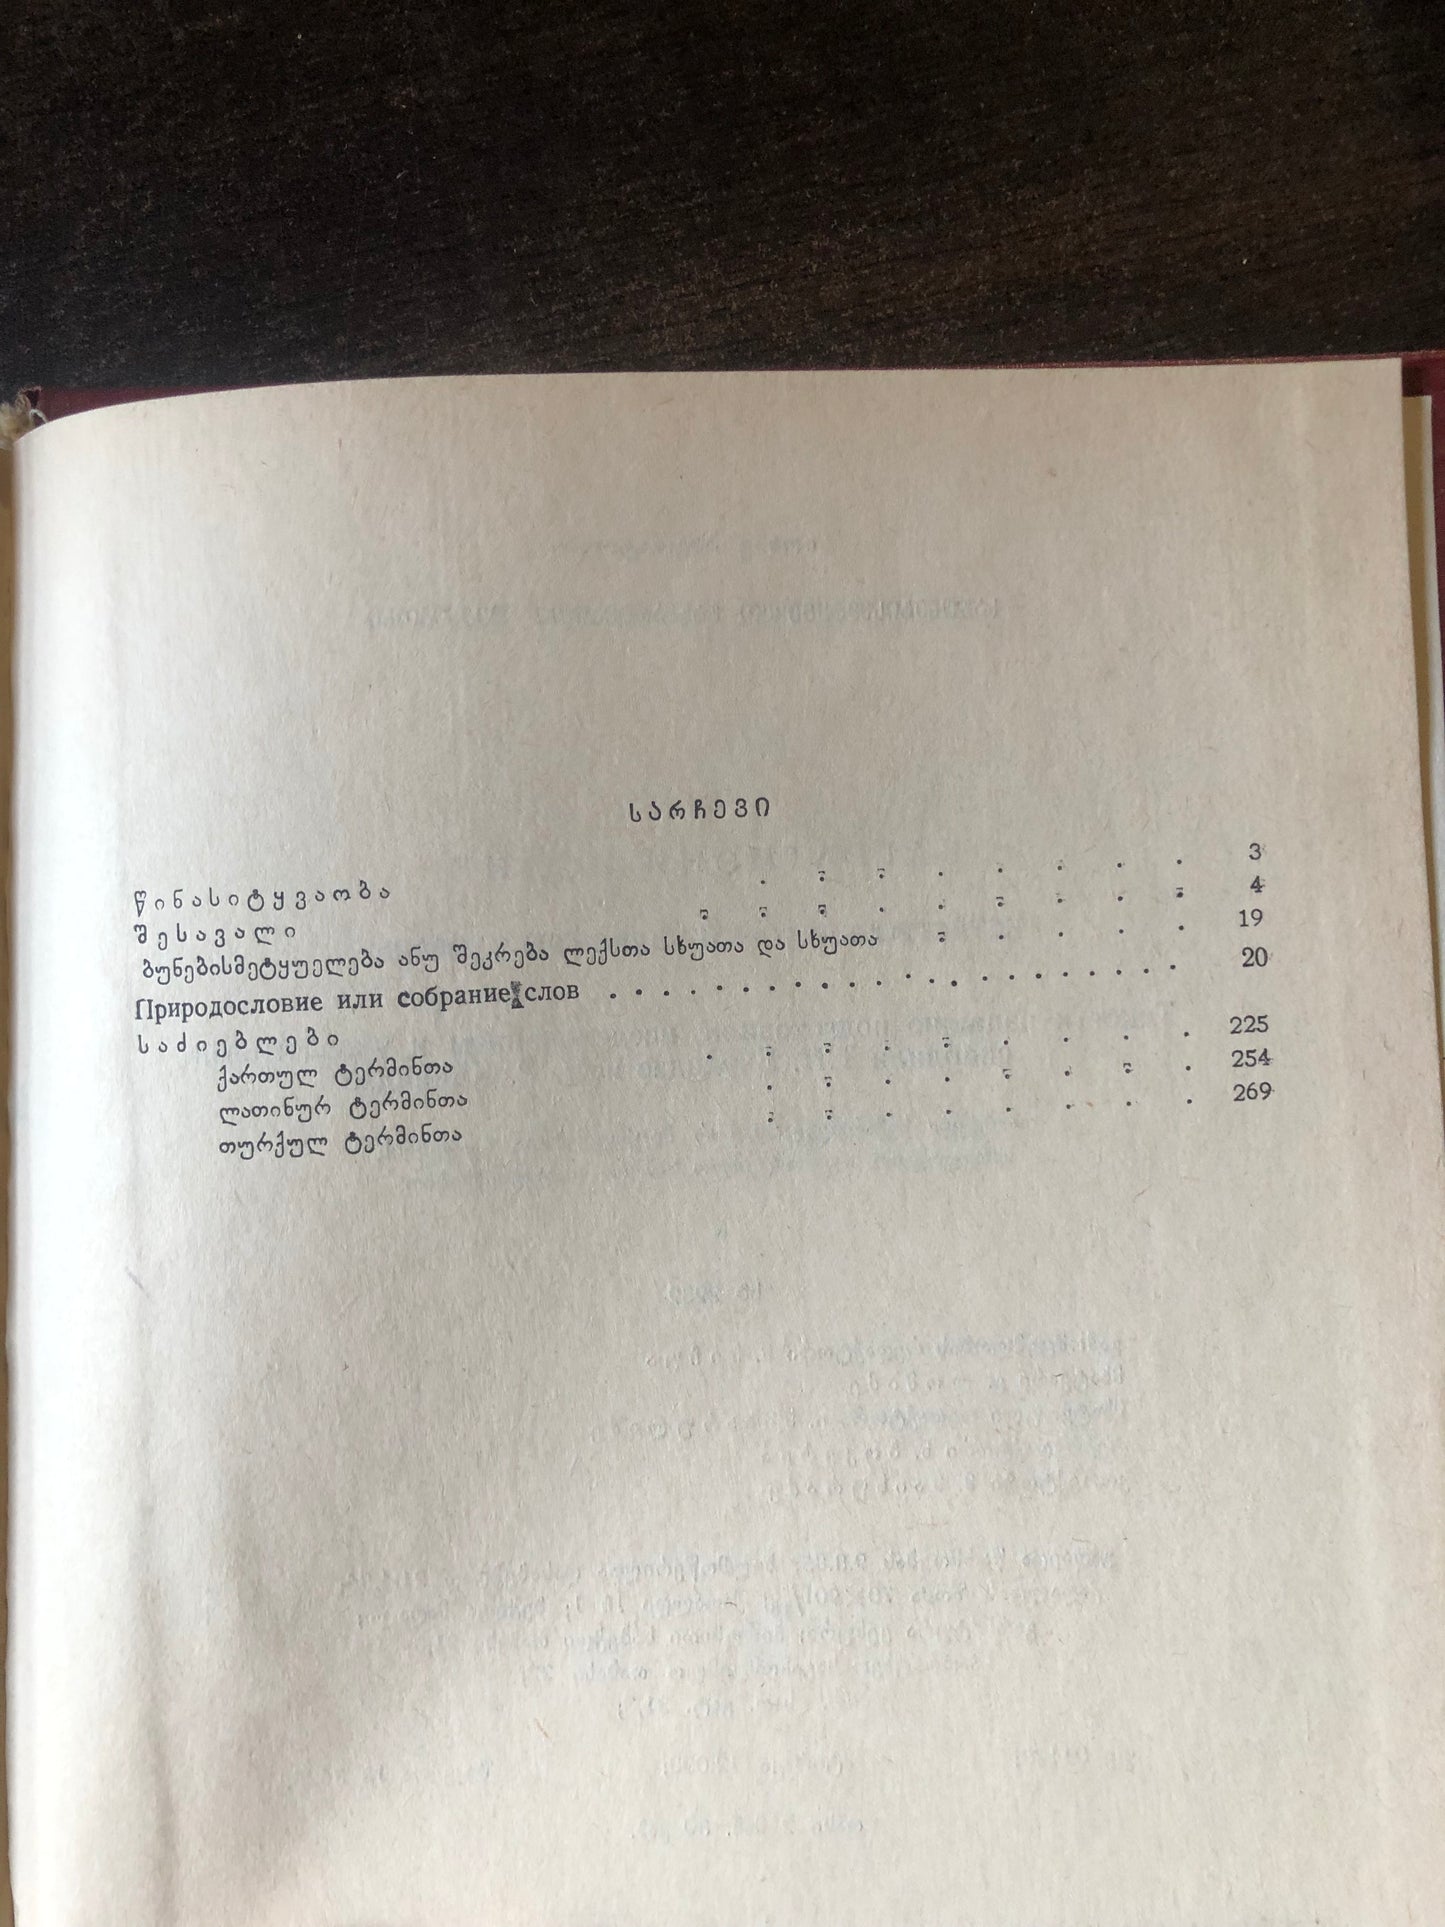 სარჩევი
წინასიტყვაობა . . . . . . . . 3
შესავალი . . . . . . . . . 4
ბუნებისმეტყუელება ანუ შეკრება ლექსთა სხუათა და სხუათა . . . . . 19
Природословие или собрание слов . . . . . . . . . . . . . . . . . . . . 20
საძიებლები
ქართულ ტერმინთა . . . . . . . . . 225
ლათინურ ტერმინთა . . . . . . . . 254
თურქულ ტერმინთა . . . . . . . . 269